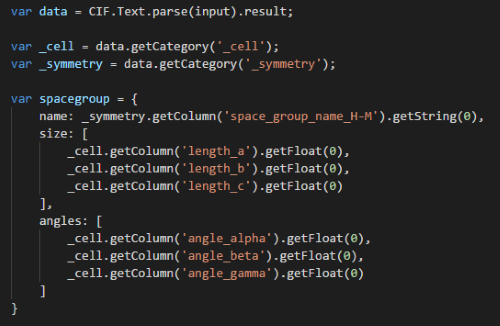 var data = CIF.Text.parse(input).result;

var _cell = data.getCategory('_cell');
var _symmetry = data.getCategory('_symmetry');

var spacegroup = {
    name: _symmetry.getColumn('space_group_name_H-M').getString(0),
    size: [
        _cell.getColumn('length_a').getFloat(0),
        _cell.getColumn('length_b').getFloat(0),
        _cell.getColumn('length_c').getFloat(0)
    ],
    angles: [
        _cell.getColumn('angle_alpha').getFloat(0),
        _cell.getColumn('angle_beta').getFloat(0),
        _cell.getColumn('angle_gamma').getFloat(0)
    ]
}